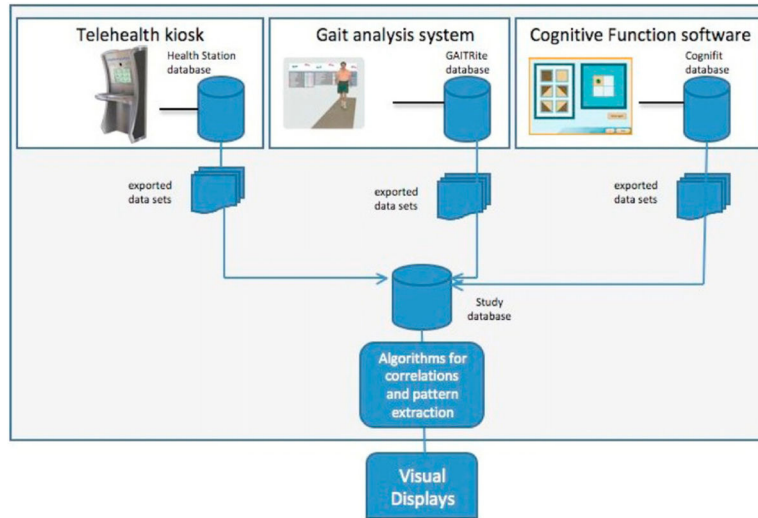 Telehealth kiosk
Health Station
database
Gait analysis system
GAITRite
database
Cognitive Function software
Cognifit
database
exported
data sets
exported
data sets
exported
data sets
Study
database
Algorithms for
correlations
and pattern
extraction
Visual
Displays